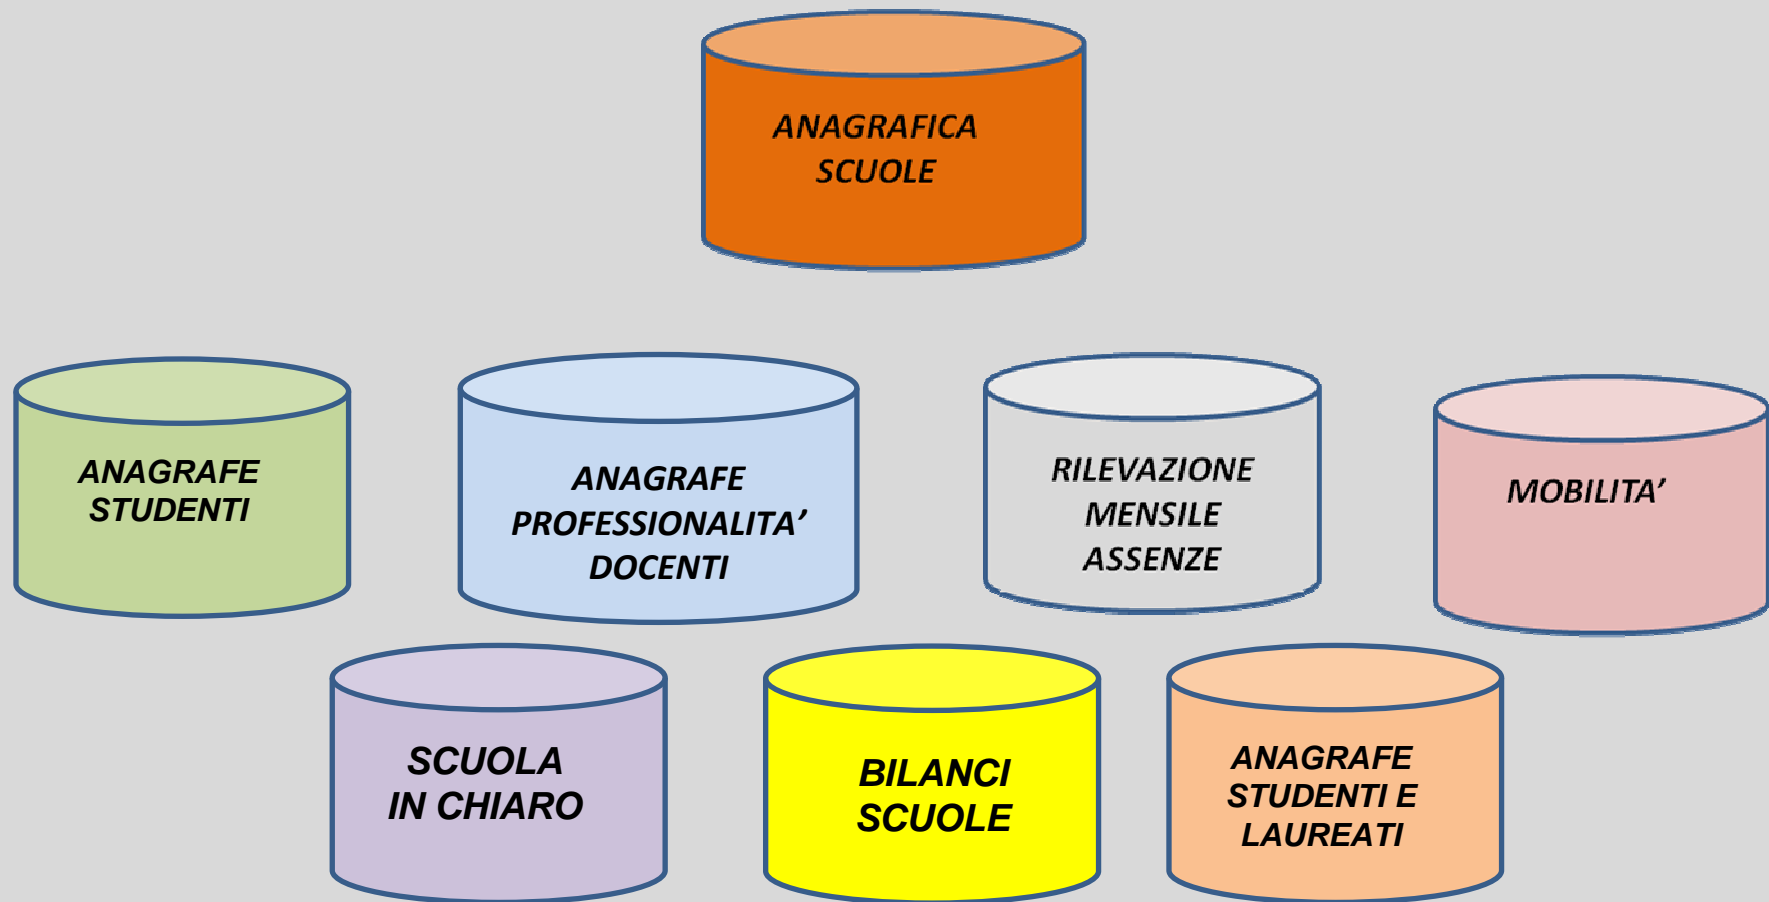 ANAGRAFICA
SCUOLE
ANAGRAFE
STUDENTI
ANAGRAFE
PROFESSIONALITA’
DOCENTI
RILEVAZIONE
MENSILE
ASSENZE
MOBILITA’
SCUOLA
IN CHIARO
BILANCI
SCUOLE
ANAGRAFE
STUDENTI E
LAUREATI